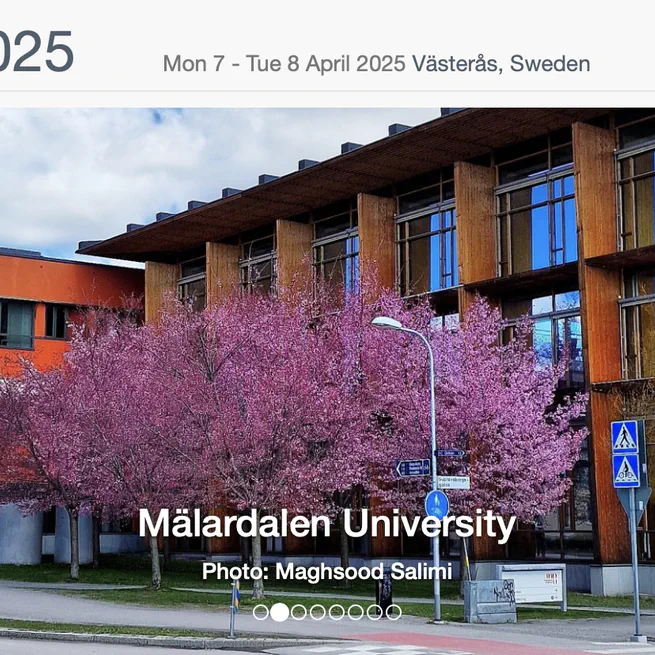 025
Mon 7 - Tue 8 April 2025 Västerås, Sweden
Mälardalen University
Photo: Maghsood Salimi